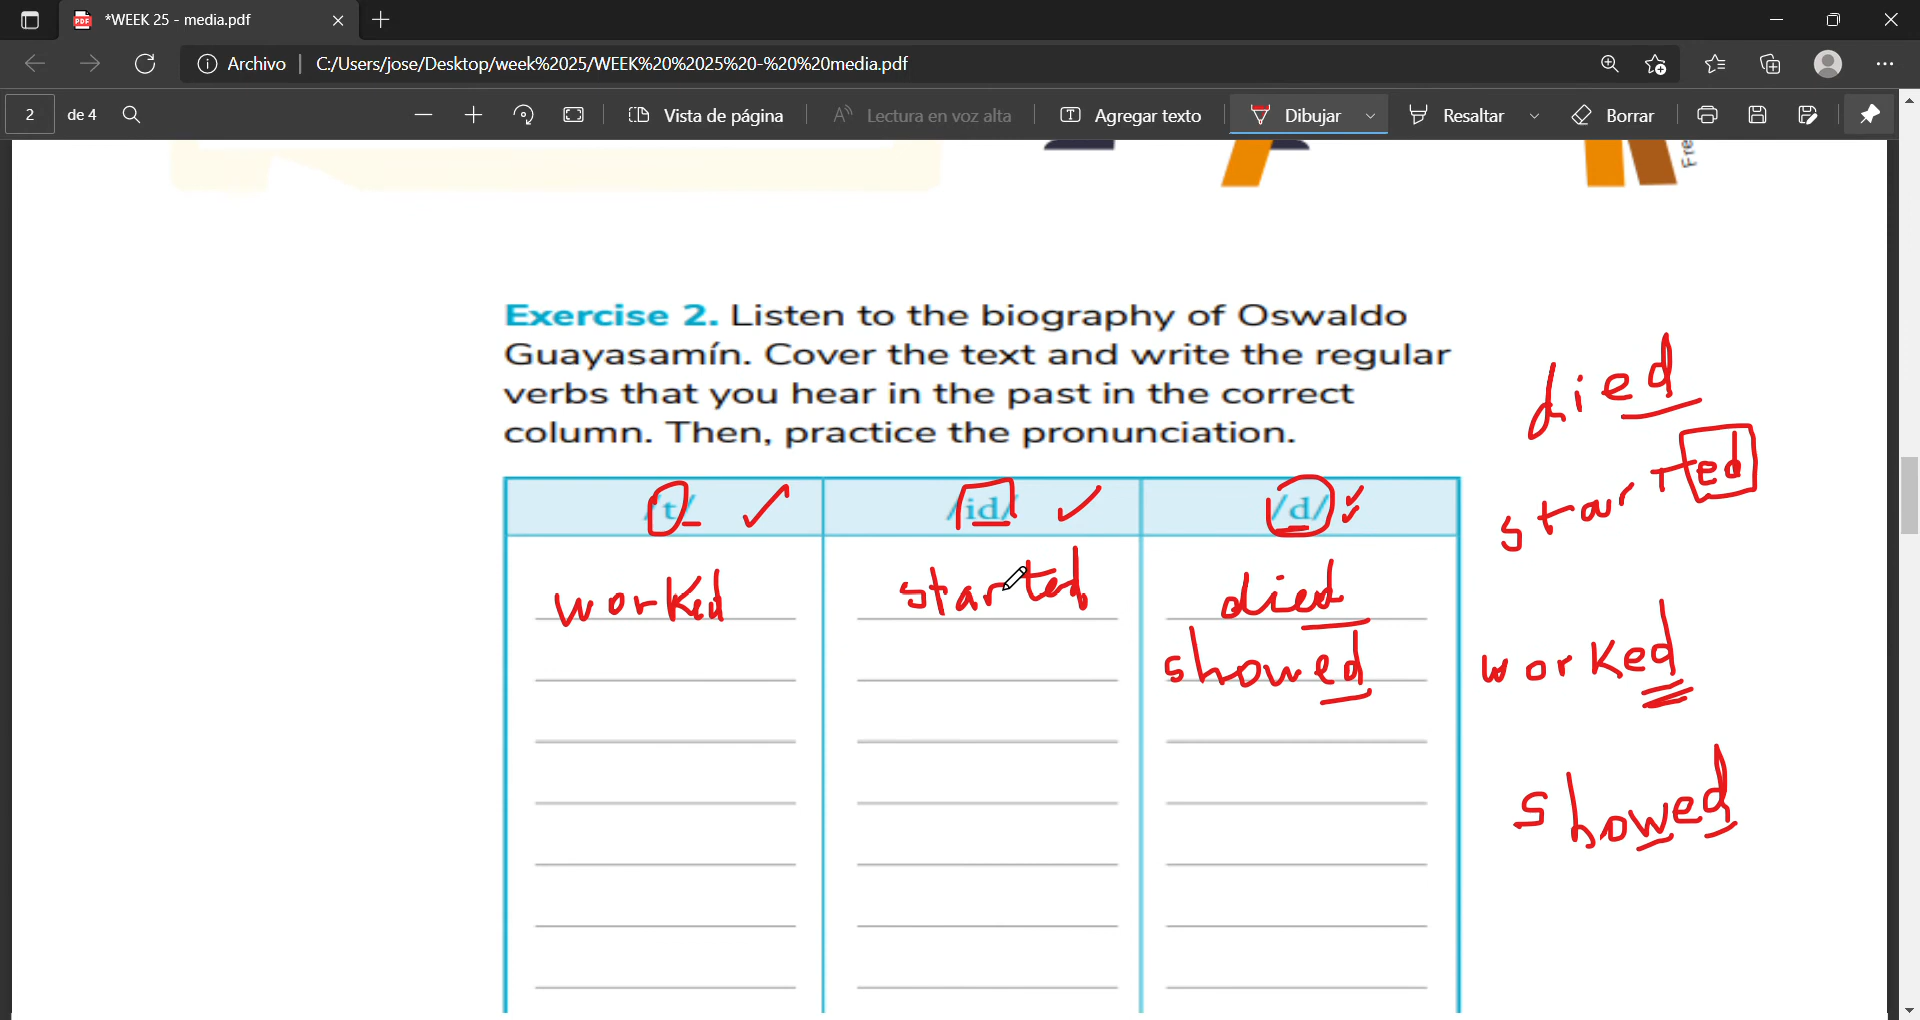 *WEEK 25 - media.pdf
Archivo | C:/Users/jose/Desktop/week%2025/WEEK%20%2025%20-%20%20media.pdf
2 de 4 Vista de página Lectura en voz alta Agregar texto Dibujar Resaltar Borrar
Fre
Exercise 2. Listen to the biography of Oswaldo
Guayasamín. Cover the text and write the regular
verbs that you hear in the past in the correct
column. Then, practice the pronunciation.
died
started
/t/ /id/ /d/
worked started died
showed
worked
showed